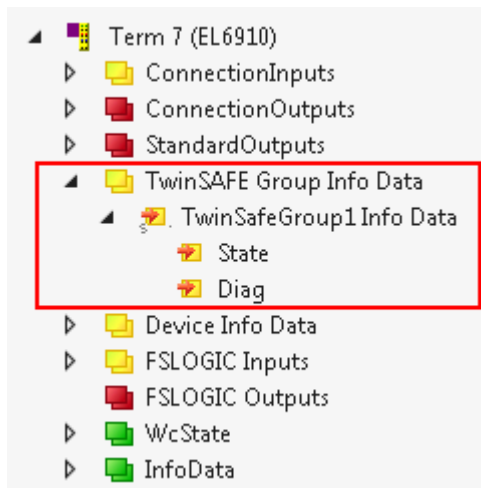 Term 7 (EL6910)
ConnectionInputs
ConnectionOutputs
StandardOutputs
TwinSAFE Group Info Data
TwinSafeGroup1 Info Data
State
Diag
Device Info Data
FSLOGIC Inputs
FSLOGIC Outputs
WcState
InfoData